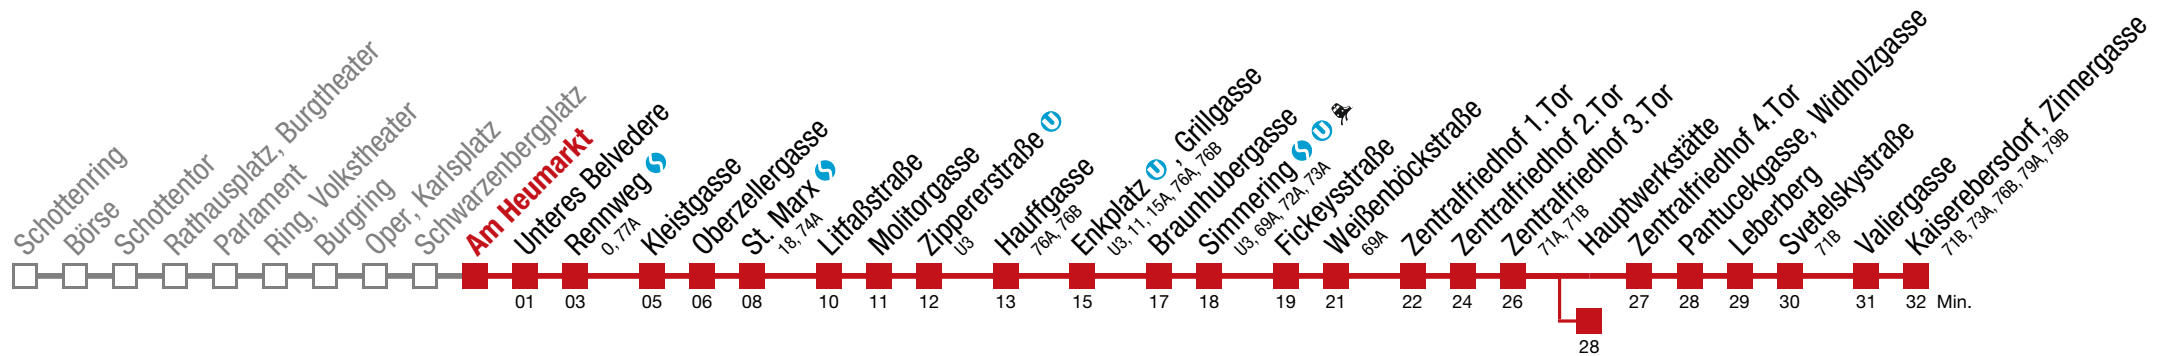 Schottenring
Börse
Schottentor
Rathausplatz, Burgtheater
Parlament
Ring, Volkstheater
Burgring
Oper, Karlsplatz
Schwarzenbergplatz
Am Heumarkt
Unteres Belvedere
01
Rennweg S
O, 77A
03
Kleistgasse
05
Oberzellergasse
06
St. Marx S
18, 74A
08
Litfaßstraße
10
Molitorgasse
11
Zippererstraße U
U3
12
Hauffgasse
76A, 76B
13
Enkplatz U , Grillgasse
U3, 11, 15A, 76A, 76B
15
Braunhubergasse
17
Simmering S U
U3, 69A, 72A, 73A
18
Fickeysstraße
19
Weißenböckstraße
69A
21
Zentralfriedhof 1.Tor
22
Zentralfriedhof 2.Tor
24
Zentralfriedhof 3.Tor
71A, 71B
26
Hauptwerkstätte
28
Zentralfriedhof 4.Tor
27
Pantucekgasse, Widholzgasse
28
Leberberg
29
Svetelskystraße
71B
30
Valiergasse
31
Kaiserebersdorf, Zinnergasse
71B, 73A, 76B, 79A, 79B
32 Min.